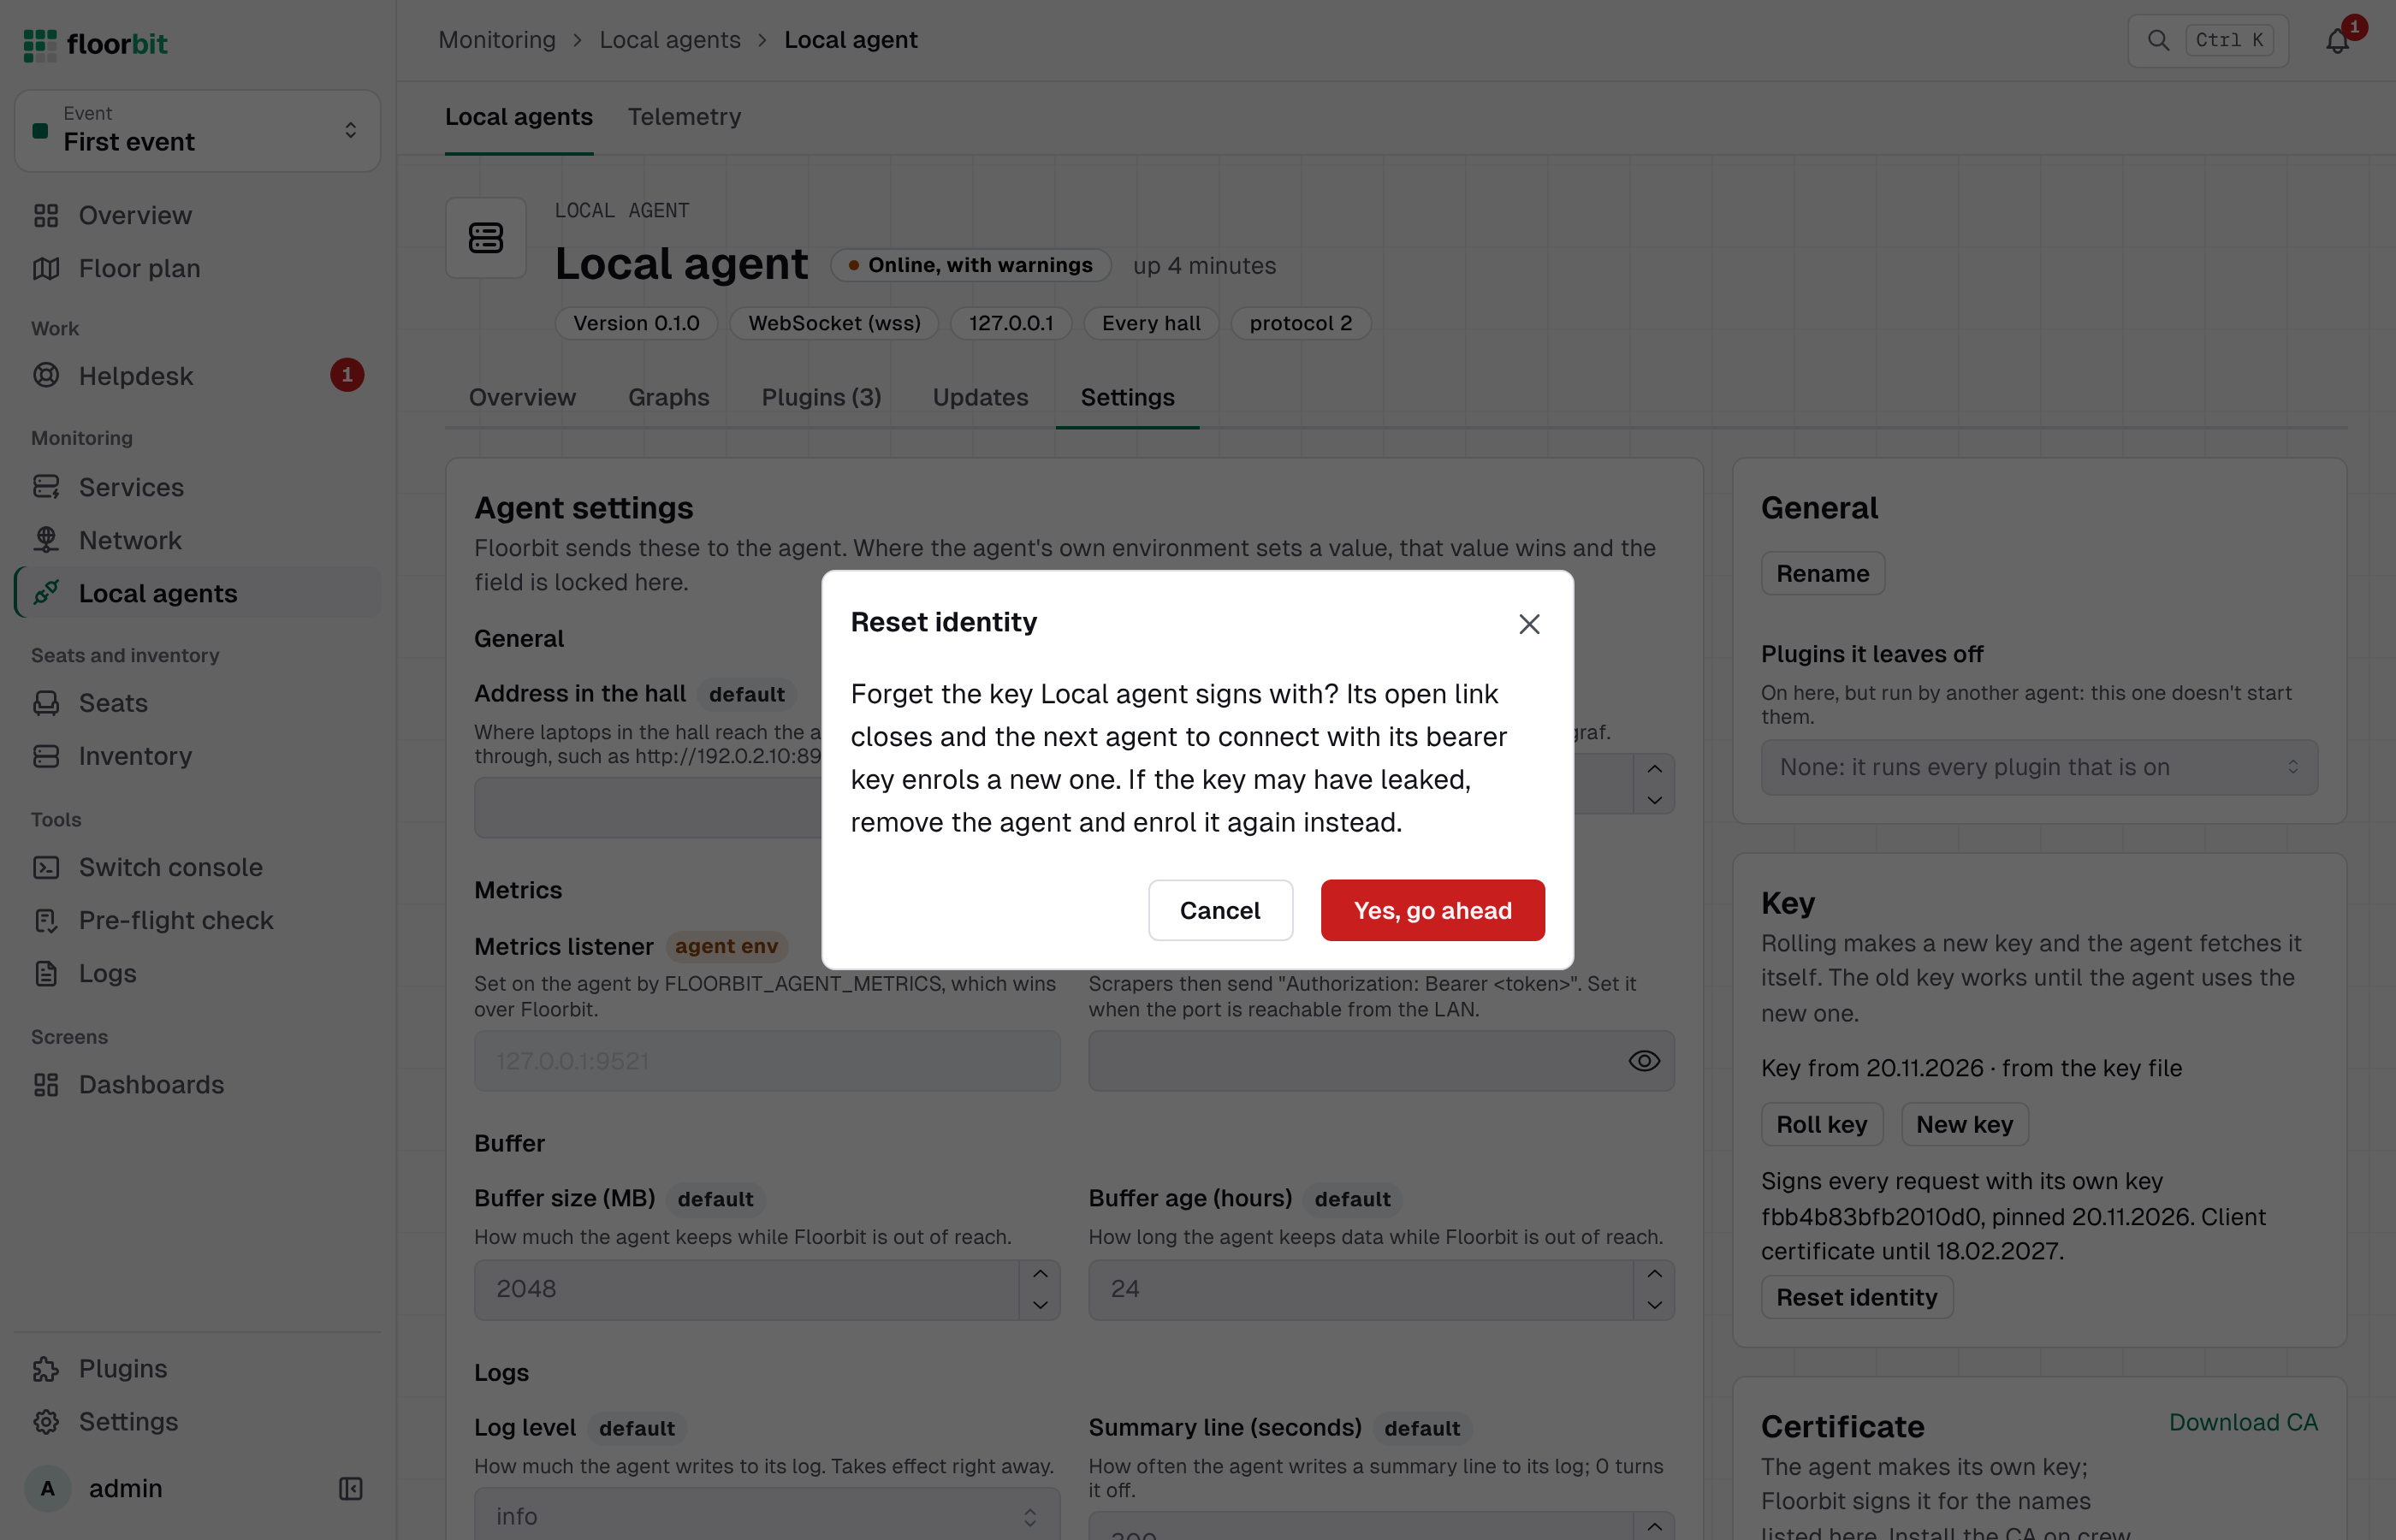 floorbit
Event
First event
Overview
Floor plan
Work
Helpdesk
1
Monitoring
Services
Network
Local agents
Seats and inventory
Seats
Inventory
Tools
Switch console
Pre-flight check
Logs
Screens
Dashboards
Plugins
Settings
A
admin
Monitoring > Local agents > Local agent
Ctrl K
1
Local agents
Telemetry
LOCAL AGENT
Local agent
Online, with warnings
up 4 minutes
Version 0.1.0
WebSocket (wss)
127.0.0.1
Every hall
protocol 2
Overview
Graphs
Plugins (3)
Updates
Settings
Agent settings
Floorbit sends these to the agent. Where the agent's own environment sets a value, that value wins and the
field is locked here.
General
Address in the hall
default
Where laptops in the hall reach the
through, such as http://192.0.2.10:89
Metrics
Metrics listener
agent env
Set on the agent by FLOORBIT_AGENT_METRICS, which wins
over Floorbit.
127.0.0.1:9521
Scrapers then send "Authorization: Bearer <token>". Set it
when the port is reachable from the LAN.
Buffer
Buffer size (MB)
default
How much the agent keeps while Floorbit is out of reach.
2048
Buffer age (hours)
default
How long the agent keeps data while Floorbit is out of reach.
24
Logs
Log level
default
How much the agent writes to its log. Takes effect right away.
info
Summary line (seconds)
default
How often the agent writes a summary line to its log; 0 turns
it off.
Reset identity
Forget the key Local agent signs with? Its open link
closes and the next agent to connect with its bearer
key enrols a new one. If the key may have leaked,
remove the agent and enrol it again instead.
Cancel
Yes, go ahead
General
Rename
Plugins it leaves off
On here, but run by another agent: this one doesn't start
them.
None: it runs every plugin that is on
Key
Rolling makes a new key and the agent fetches it
itself. The old key works until the agent uses the
new one.
Key from 20.11.2026 · from the key file
Roll key
New key
Signs every request with its own key
fbb4b83bfb2010d0, pinned 20.11.2026. Client
certificate until 18.02.2027.
Reset identity
Certificate
Download CA
The agent makes its own key;
Floorbit signs it for the names
listed here. Install the CA on crew